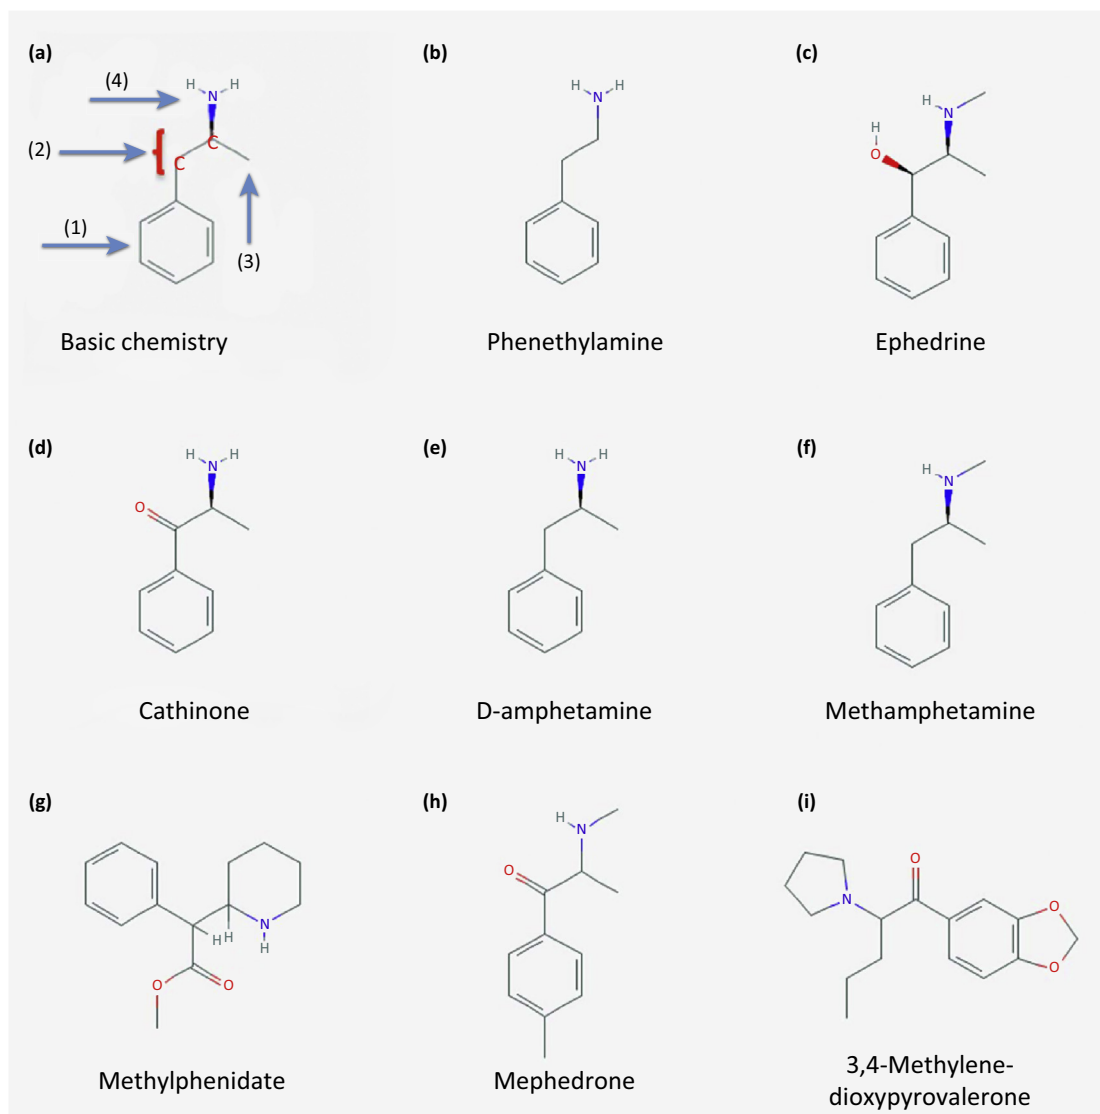 (a)
(4)
H H
N
(2)
C
C
(1)
(3)
Basic chemistry
(b)
H H
N
Phenethylamine
(c)
H
N
H
O
Ephedrine
(d)
H H
N
O
Cathinone
(e)
H H
N
D-amphetamine
(f)
H
N
Methamphetamine
(g)
H H
N
H
O
O
Methylphenidate
(h)
H
N
O
Mephedrone
(i)
O
N
O
O
3,4-Methylene-
dioxypyrovalerone